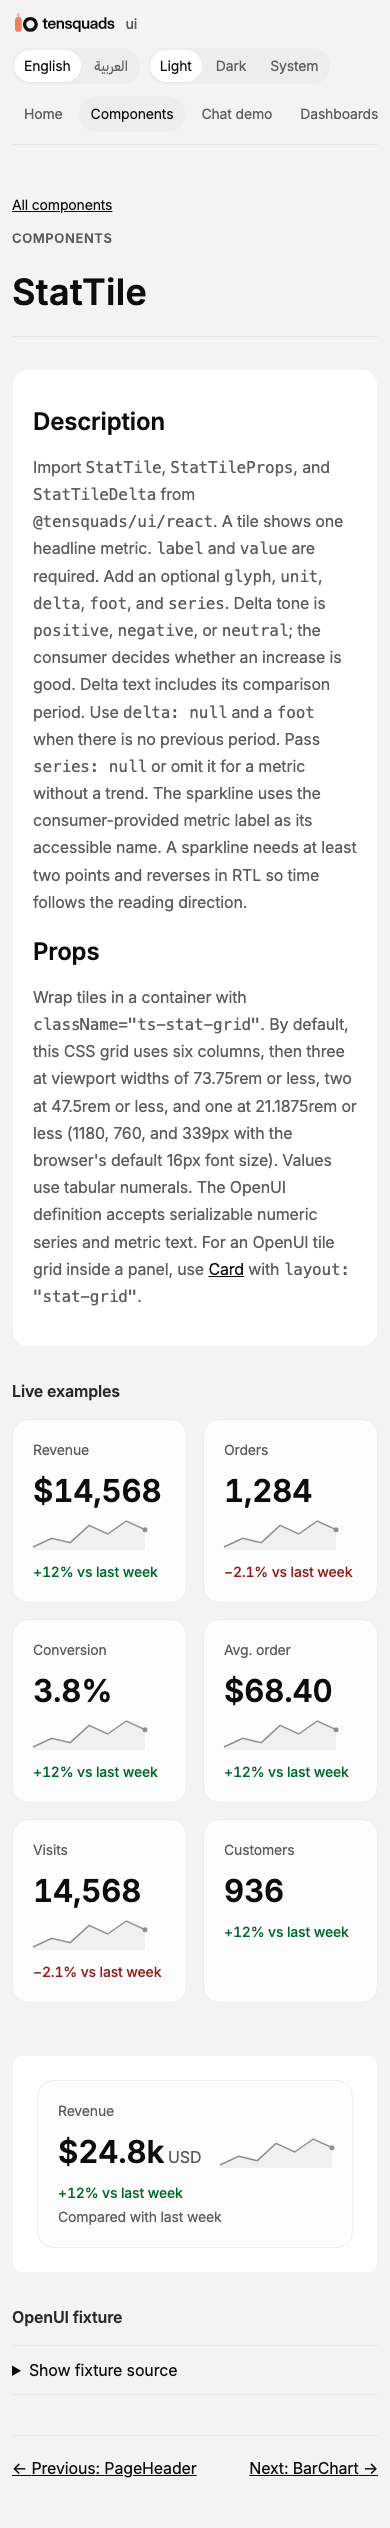 tensquads ui
English العربية Light Dark System
Home Components Chat demo Dashboards
All components
COMPONENTS
StatTile
Description
Import StatTile, StatTileProps, and
StatTileDelta from
@tensquads/ui/react. A tile shows one
headline metric. label and value are
required. Add an optional glyph, unit,
delta, foot, and series. Delta tone is
positive, negative, or neutral; the
consumer decides whether an increase is
good. Delta text includes its comparison
period. Use delta: null and a foot
when there is no previous period. Pass
series: null or omit it for a metric
without a trend. The sparkline uses the
consumer-provided metric label as its
accessible name. A sparkline needs at least
two points and reverses in RTL so time
follows the reading direction.
Props
Wrap tiles in a container with
className="ts-stat-grid". By default,
this CSS grid uses six columns, then three
at viewport widths of 73.75rem or less, two
at 47.5rem or less, and one at 21.1875rem or
less (1180, 760, and 339px with the
browser's default 16px font size). Values
use tabular numerals. The OpenUI
definition accepts serializable numeric
series and metric text. For an OpenUI tile
grid inside a panel, use Card with layout:
"stat-grid".
Live examples
Revenue
$14,568
+12% vs last week
Orders
1,284
−2.1% vs last week
Conversion
3.8%
+12% vs last week
Avg. order
$68.40
+12% vs last week
Visits
14,568
−2.1% vs last week
Customers
936
+12% vs last week
Revenue
$24.8k USD
+12% vs last week
Compared with last week
OpenUI fixture
▶ Show fixture source
← Previous: PageHeader
Next: BarChart →